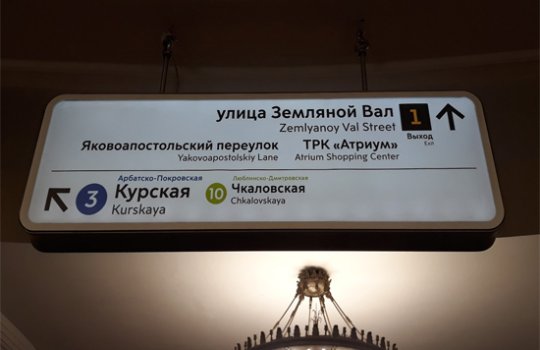 улица Земляной Вал 1
Zemlyanoy Val Street Выход
Exit
Яковоапостольский переулок ТРК «Атриум»
Yakovoapostolskiy Lane Atrium Shopping Center
Арбатско-Покровская Люблинско-Дмитровская
3 Курская 10 Чкаловская
Kurskaya Chkalovskaya